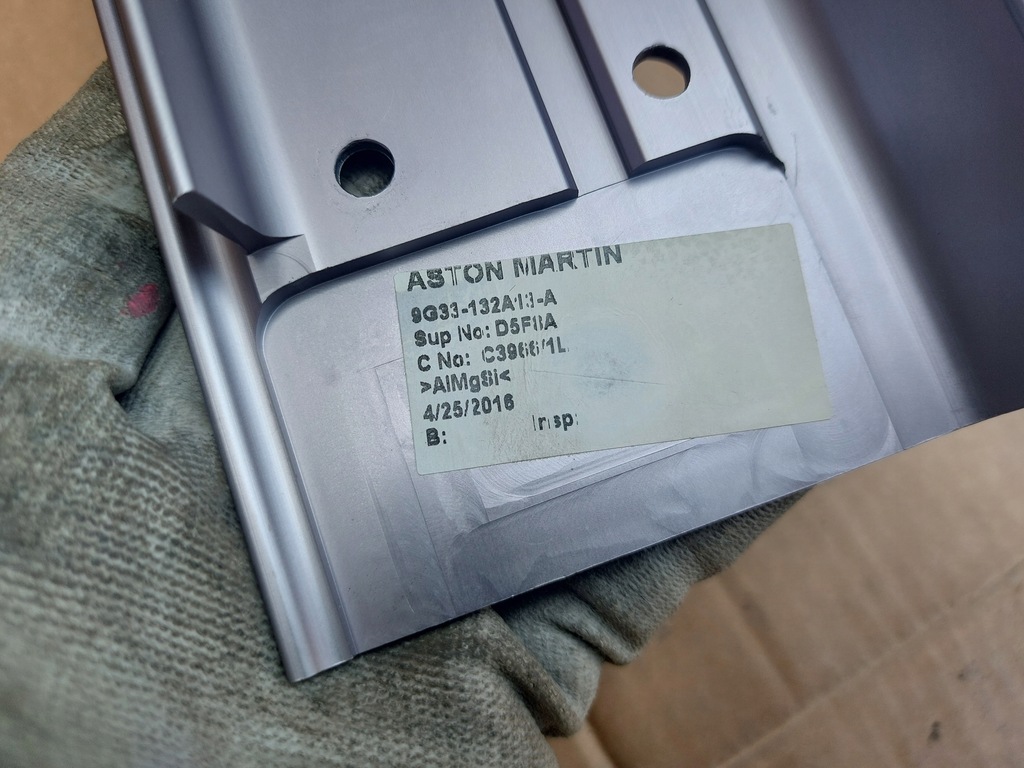 ASTON MARTIN
9G33-132A13-A
Sup No: D5F8A
C No: C3966/1L
>AlMgSi<
4/25/2016
B: Insp: